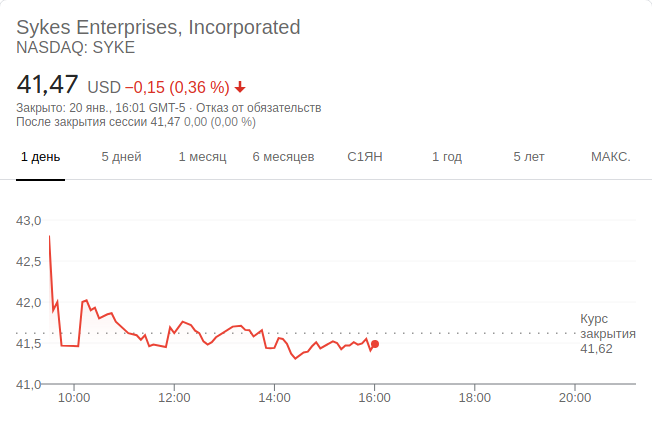 Sykes Enterprises, Incorporated
NASDAQ: SYKE
41,47 USD −0,15 (0,36 %)
Закрыто: 20 янв., 16:01 GMT-5 · Отказ от обязательств
После закрытия сессии 41,47 0,00 (0,00 %)
1 день 5 дней 1 месяц 6 месяцев С1ЯН 1 год 5 лет МАКС.
43,0
42,5
42,0
41,5
41,0
Курс
закрытия
41,62
10:00 12:00 14:00 16:00 18:00 20:00